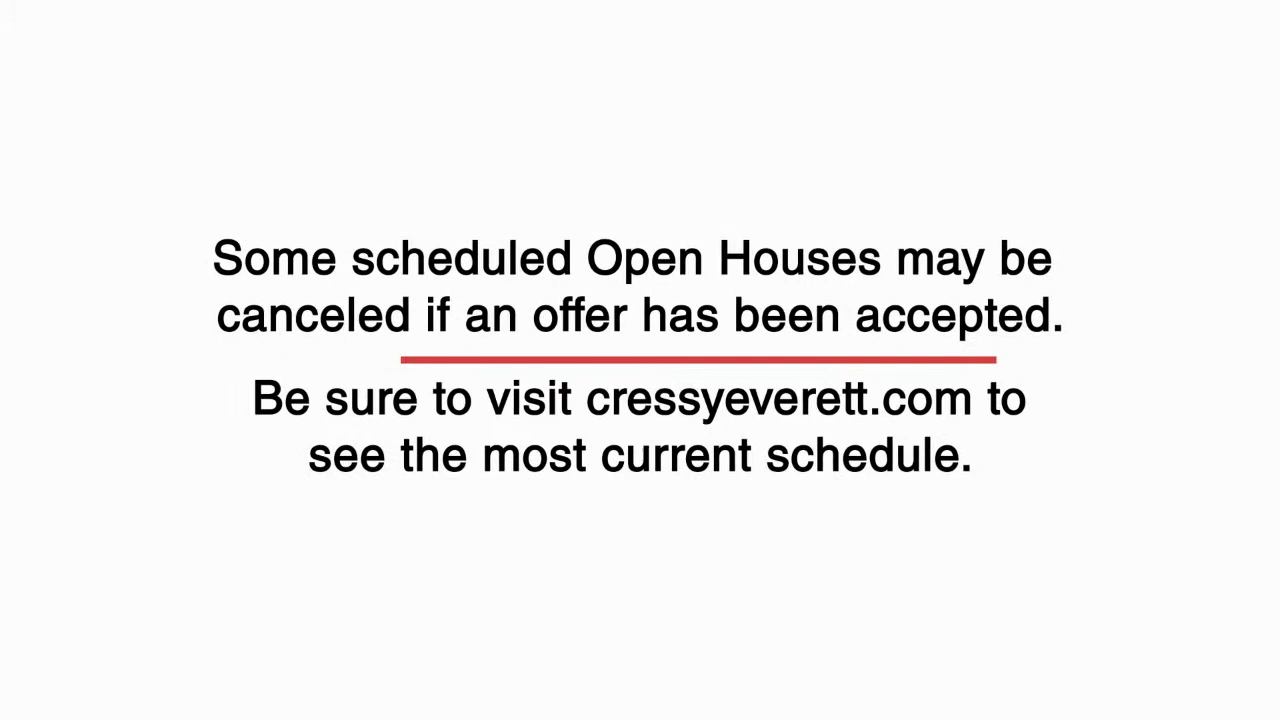 Some scheduled Open Houses may be
canceled if an offer has been accepted.
Be sure to visit cressyeverett.com to
see the most current schedule.